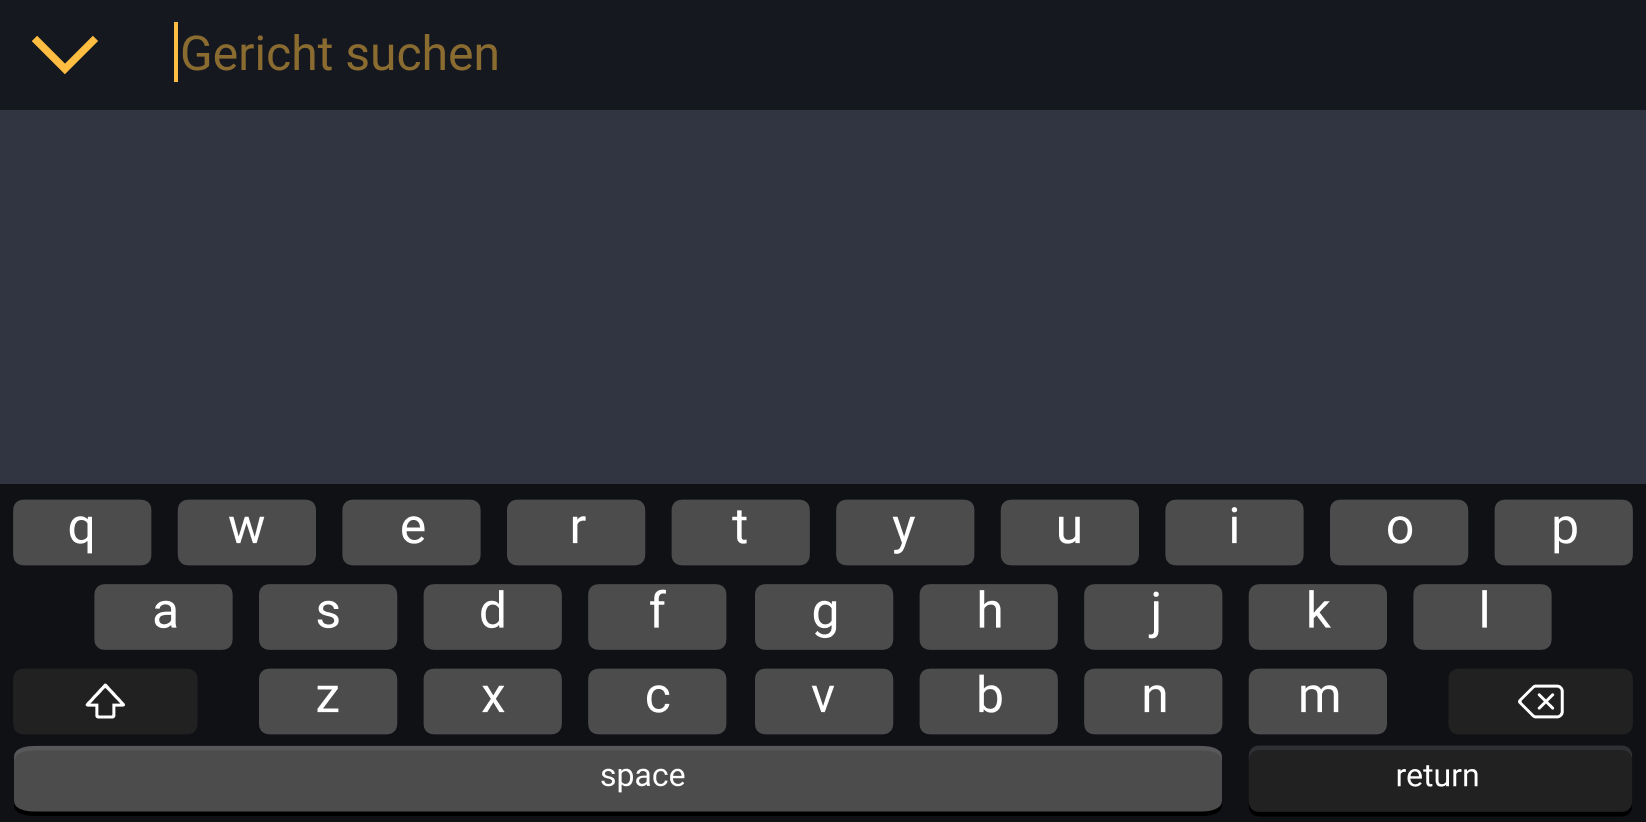 Gericht suchen
q w e r t y u i o p
a s d f g h j k l
z x c v b n m
space return